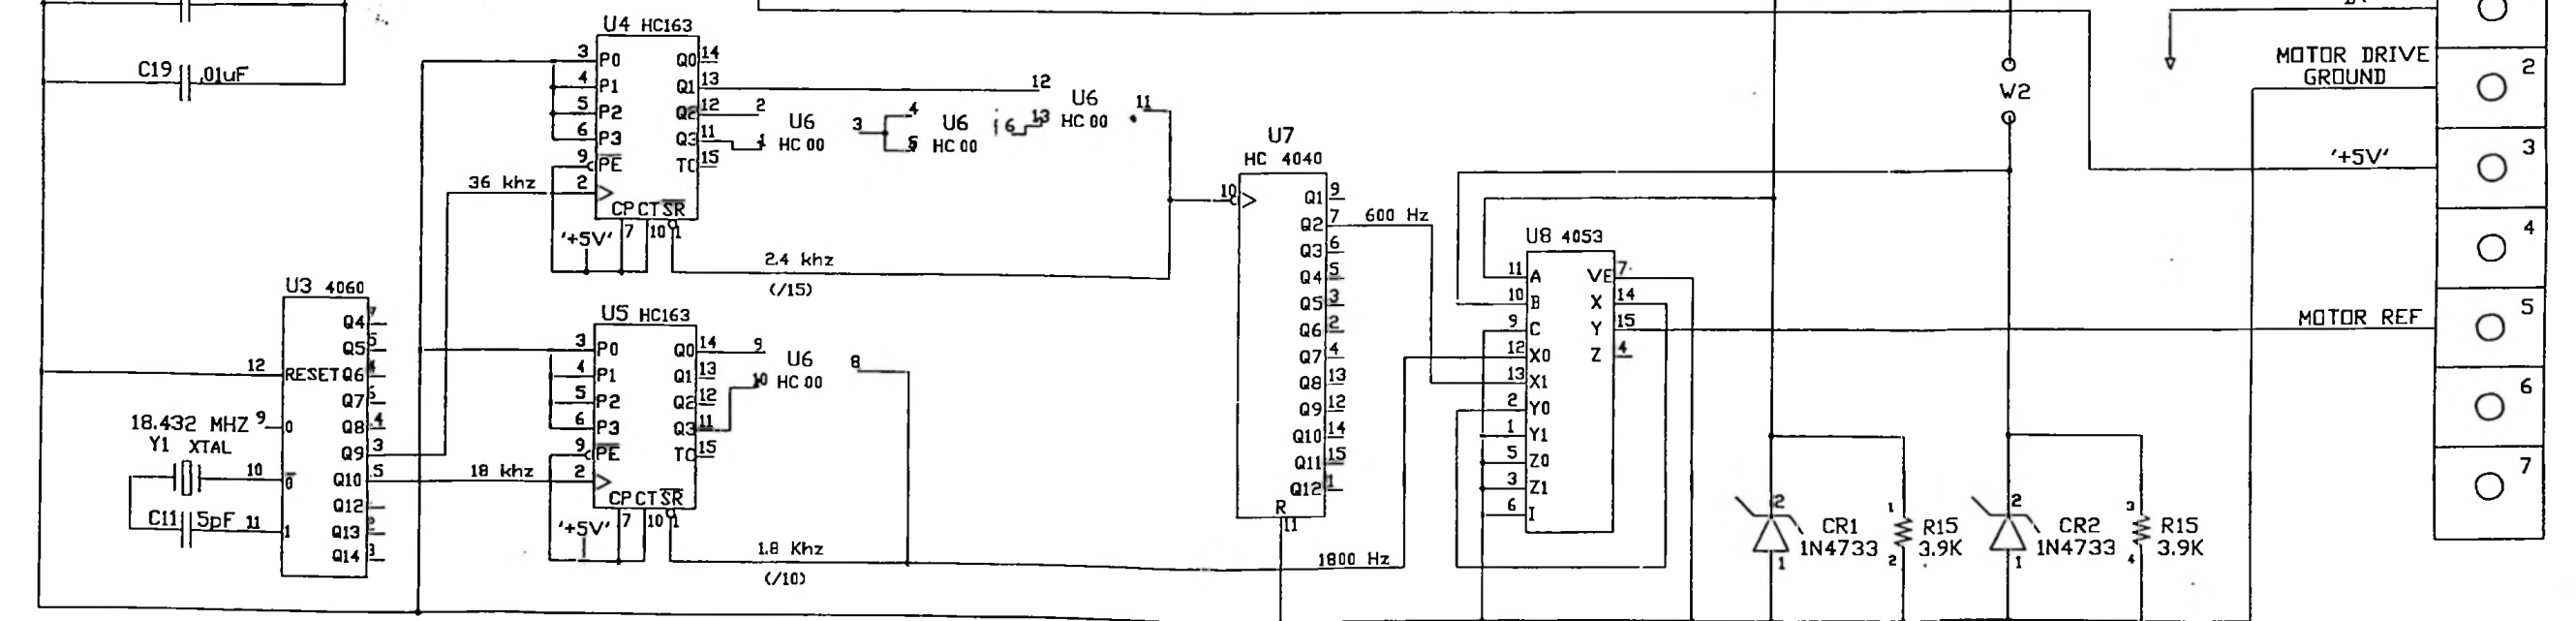 C19 .01uF
U4 HC163
3 P0 Q0 14
4 P1 Q1 13
5 P2 Q2 12
6 P3 Q3 11
9 PE TC 15
2
CP CT SR
'+5V' 7 10 1
36 khz
2.4 khz
(/15)
12
2
1
U6
HC 00
3
4
5
U6
HC 00
6 13
U6
HC 00
11
U3 4060
Q4
Q5
12 RESET Q6
Q7
9 0 Q8 4
Q9 3
10 0 Q10 5
Q12
11 1 Q13
Q14
18.432 MHZ
Y1 XTAL
C11 5pF
18 khz
U5 HC163
3 P0 Q0 14
4 P1 Q1 13
5 P2 Q2 12
6 P3 Q3 11
9 PE TC 15
2
CP CT SR
'+5V' 7 10 1
9
10
U6
HC 00
8
1.8 Khz
(/10)
1800 Hz
U7
HC 4040
10
Q1 9
Q2 7
Q3 6
Q4 5
Q5 3
Q6 2
Q7 4
Q8 13
Q9 12
Q10 14
Q11 15
Q12 1
R
11
600 Hz
U8 4053
11 A VE 7
10 B X 14
9 C Y 15
12 X0 Z 4
13 X1
2 Y0
1 Y1
5 Z0
3 Z1
6 I
W2
2
CR1
1N4733
1
1
R15
3.9K
2
2
CR2
1N4733
1
3
R15
3.9K
4
MOTOR DRIVE
GROUND
2
'+5V'
3
4
MOTOR REF
5
6
7